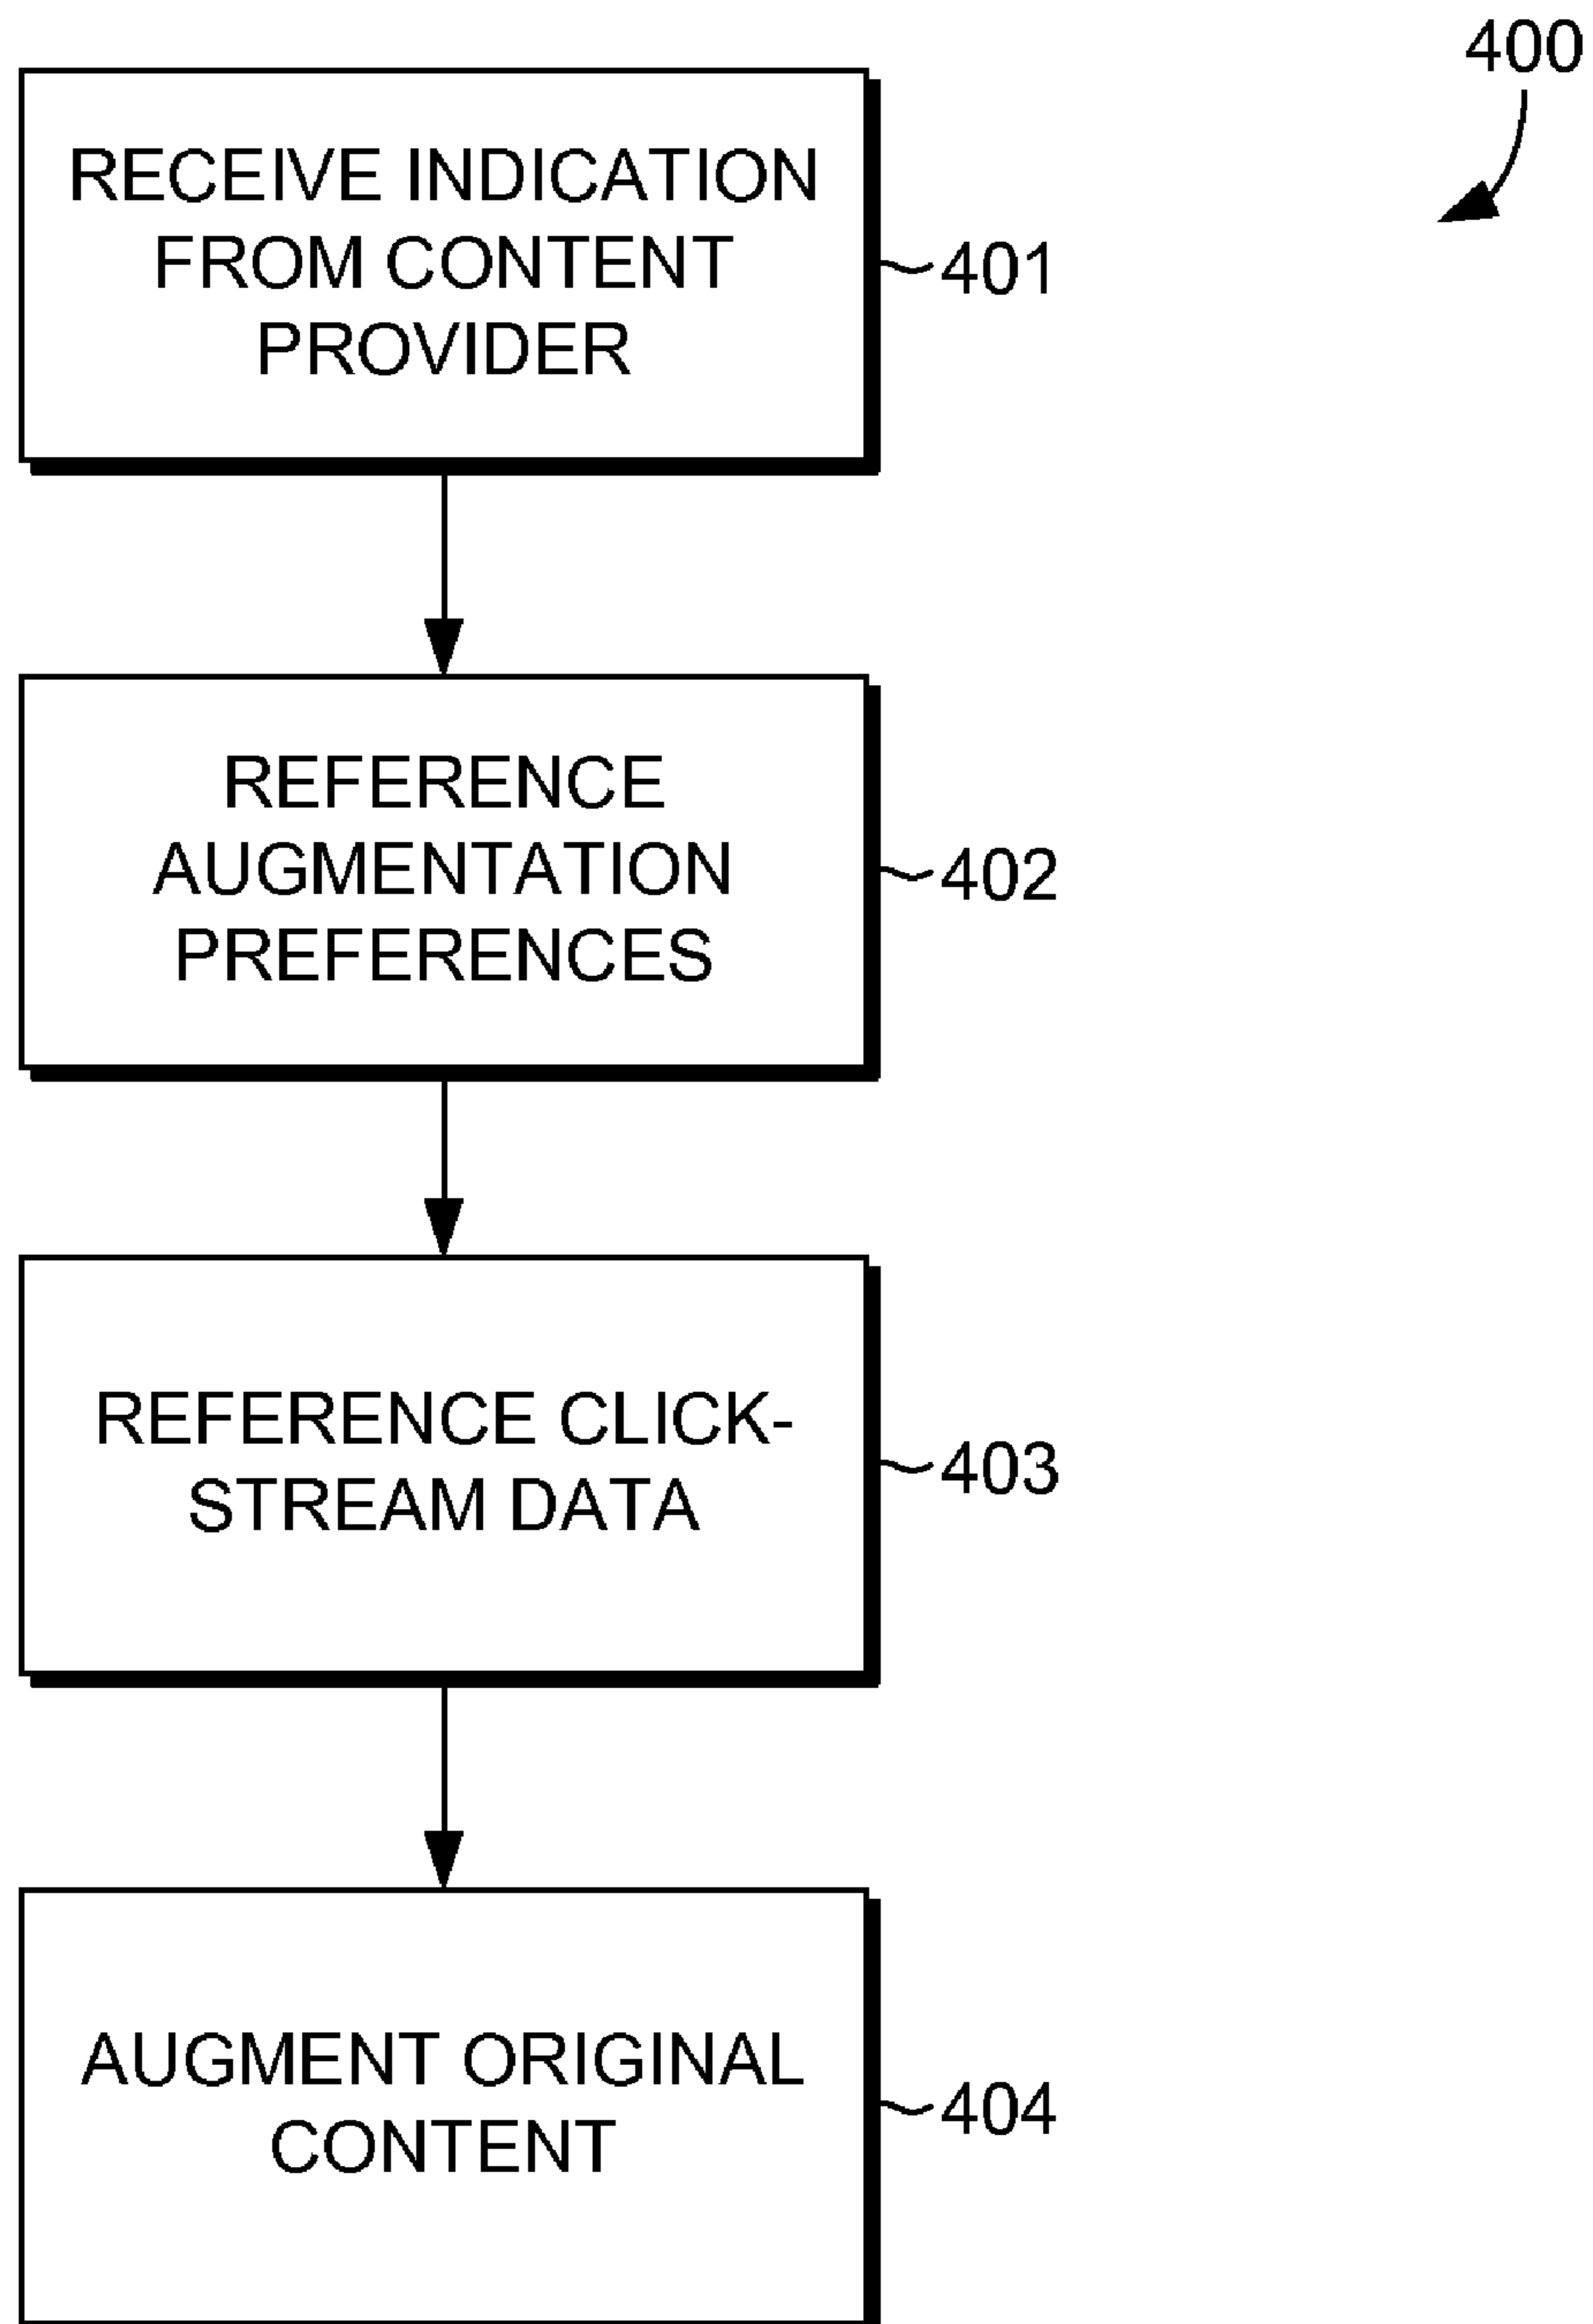 400
RECEIVE INDICATION
FROM CONTENT
PROVIDER
401
REFERENCE
AUGMENTATION
PREFERENCES
402
REFERENCE CLICK-
STREAM DATA
403
AUGMENT ORIGINAL
CONTENT
404